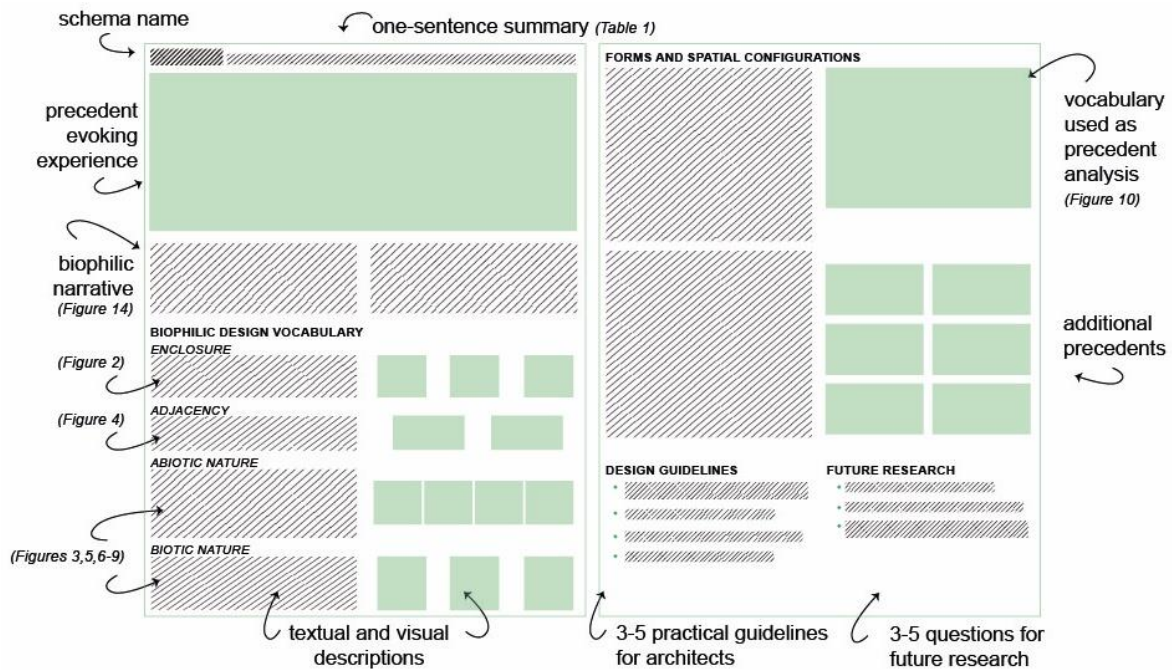 schema name
one-sentence summary (Table 1)
precedent
evoking
experience
biophilic
narrative
(Figure 14)
BIOPHILIC DESIGN VOCABULARY
ENCLOSURE
(Figure 2)
ADJACENCY
(Figure 4)
ABIOTIC NATURE
(Figures 3,5,6-9)
BIOTIC NATURE
textual and visual
descriptions
FORMS AND SPATIAL CONFIGURATIONS
vocabulary
used as
precedent
analysis
(Figure 10)
additional
precedents
DESIGN GUIDELINES
FUTURE RESEARCH
3-5 practical guidelines
for architects
3-5 questions for
future research